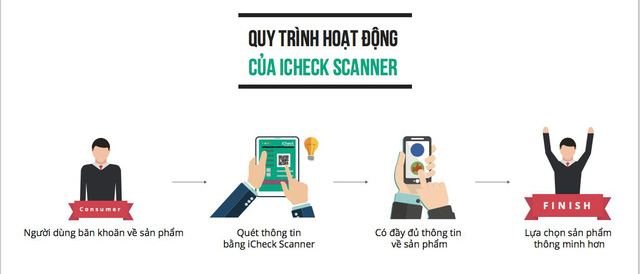 QUY TRÌNH HOẠT ĐỘNG
CỦA ICHECK SCANNER
iCheck
Consumer
FINISH
Người dùng băn khoăn về sản phẩm
Quét thông tin
bằng iCheck Scanner
Có đầy đủ thông tin
về sản phẩm
Lựa chọn sản phẩm
thông minh hơn